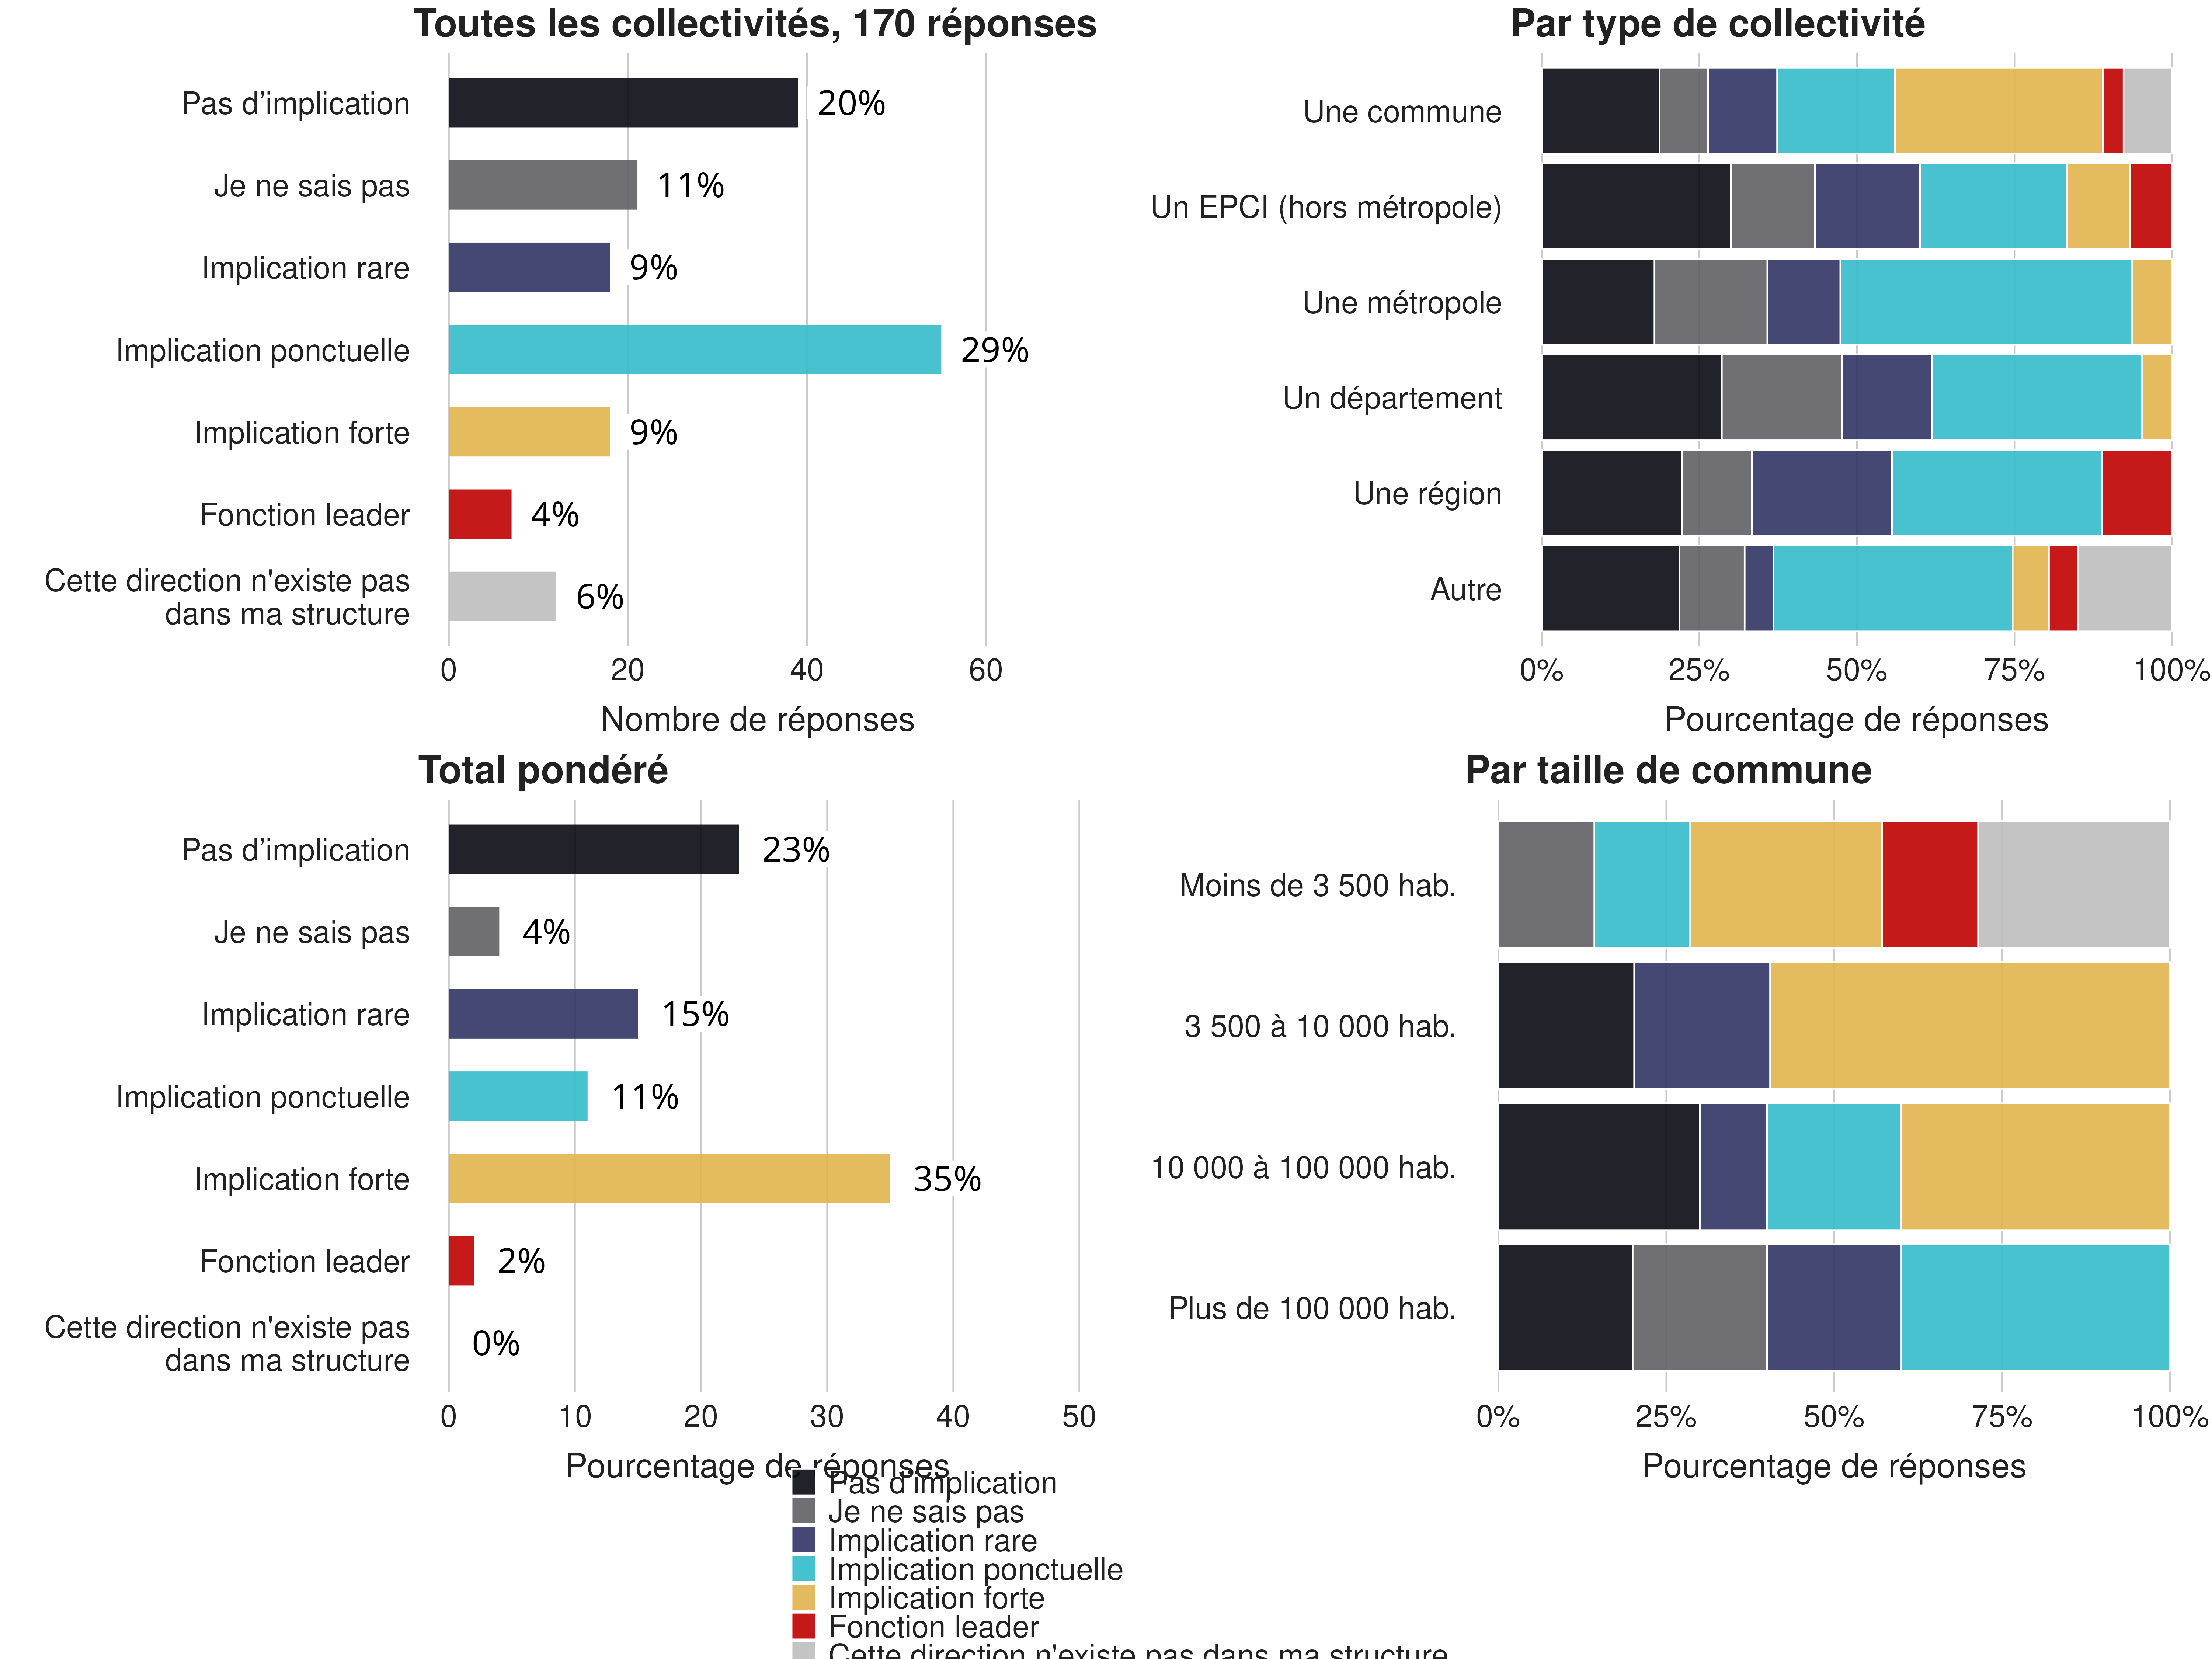 Toutes les collectivités, 170 réponses
Pas d’implication
20%
Je ne sais pas
11%
Implication rare
9%
Implication ponctuelle
29%
Implication forte
9%
Fonction leader
4%
Cette direction n'existe pas
dans ma structure
6%
0 20 40 60
Nombre de réponses
Par type de collectivité
Une commune
Un EPCI (hors métropole)
Une métropole
Un département
Une région
Autre
0% 25% 50% 75% 100%
Pourcentage de réponses
Total pondéré
Pas d’implication
23%
Je ne sais pas
4%
Implication rare
15%
Implication ponctuelle
11%
Implication forte
35%
Fonction leader
2%
Cette direction n'existe pas
dans ma structure
0%
0 10 20 30 40 50
Pourcentage de réponses
Par taille de commune
Moins de 3 500 hab.
3 500 à 10 000 hab.
10 000 à 100 000 hab.
Plus de 100 000 hab.
0% 25% 50% 75% 100%
Pourcentage de réponses
Pas d’implication
Je ne sais pas
Implication rare
Implication ponctuelle
Implication forte
Fonction leader
Cette direction n'existe pas dans ma structure